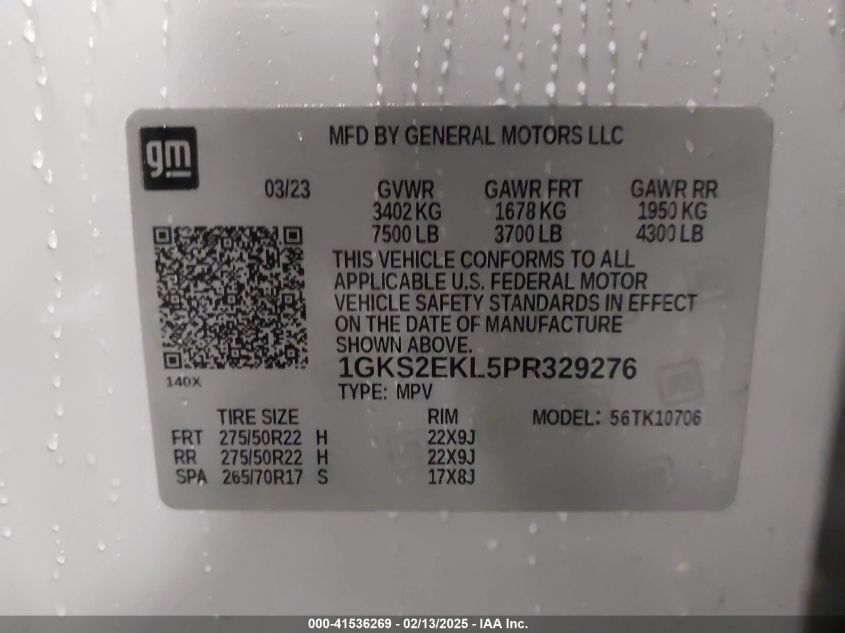 gm
MFD BY GENERAL MOTORS LLC
03/23 GVWR GAWR FRT GAWR RR
3402 KG 1678 KG 1950 KG
7500 LB 3700 LB 4300 LB
THIS VEHICLE CONFORMS TO ALL
APPLICABLE U.S. FEDERAL MOTOR
VEHICLE SAFETY STANDARDS IN EFFECT
ON THE DATE OF MANUFACTURE
SHOWN ABOVE.
1GKS2EKL5PR329276
140X
TYPE: MPV
TIRE SIZE RIM MODEL: 56TK10706
FRT 275/50R22 H 22X9J
RR 275/50R22 H 22X9J
SPA 265/70R17 S 17X8J
000-41536269 - 02/13/2025 - IAA Inc.